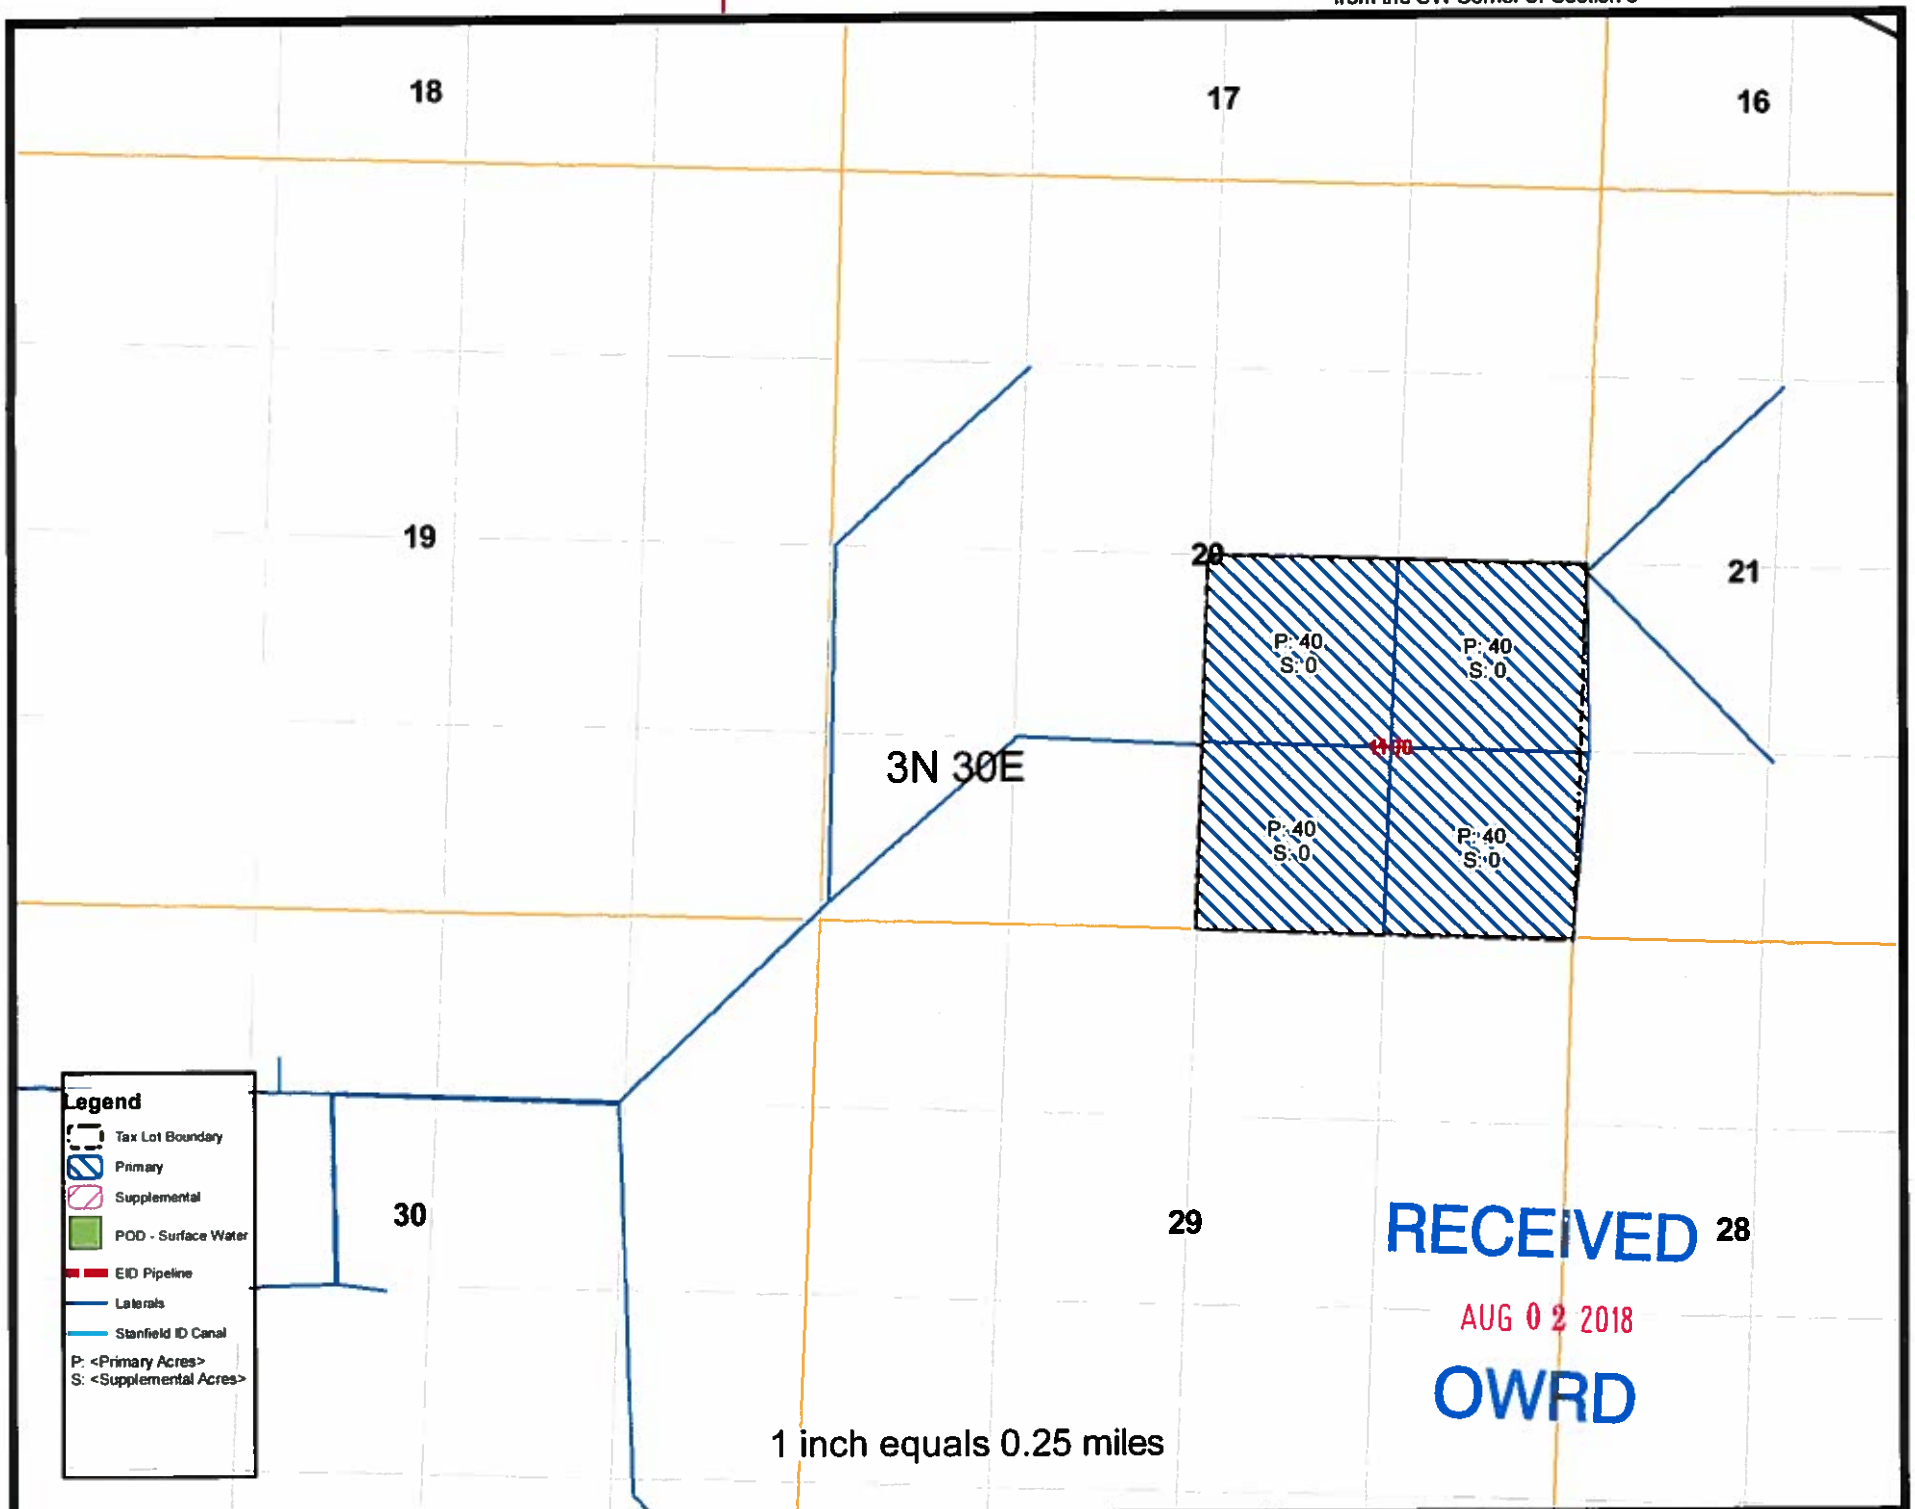 18
17
16
19
20
21
P: 40
S: 0
P: 40
S: 0
3N 30E
P: 40
S: 0
P: 40
S: 0
Legend
Tax Lot Boundary
Primary
Supplemental
POD - Surface Water
EID Pipeline
Laterals
Stanfield ID Canal
P: <Primary Acres>
S: <Supplemental Acres>
30
29
28
RECEIVED
AUG 02 2018
OWRD
1 inch equals 0.25 miles